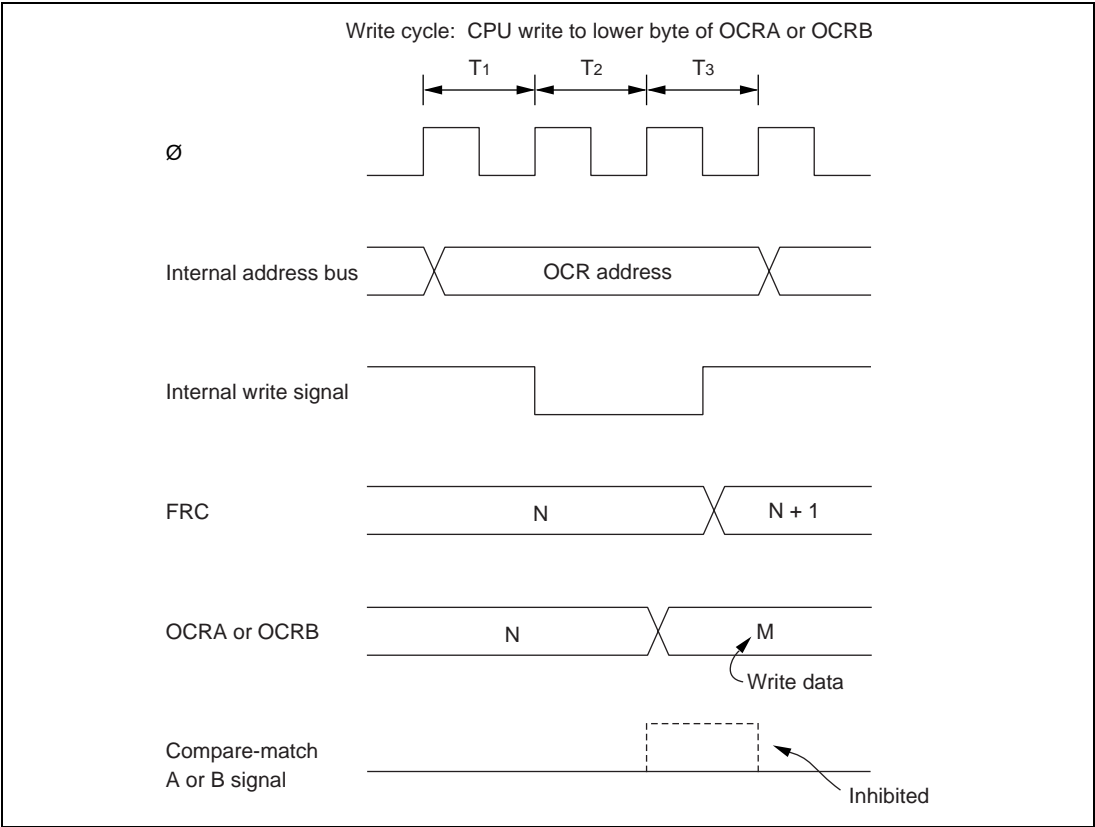 Write cycle: CPU write to lower byte of OCRA or OCRB
T1 T2 T3
Ø
Internal address bus
OCR address
Internal write signal
FRC
N
N + 1
OCRA or OCRB
N
M
Write data
Compare-match
A or B signal
Inhibited